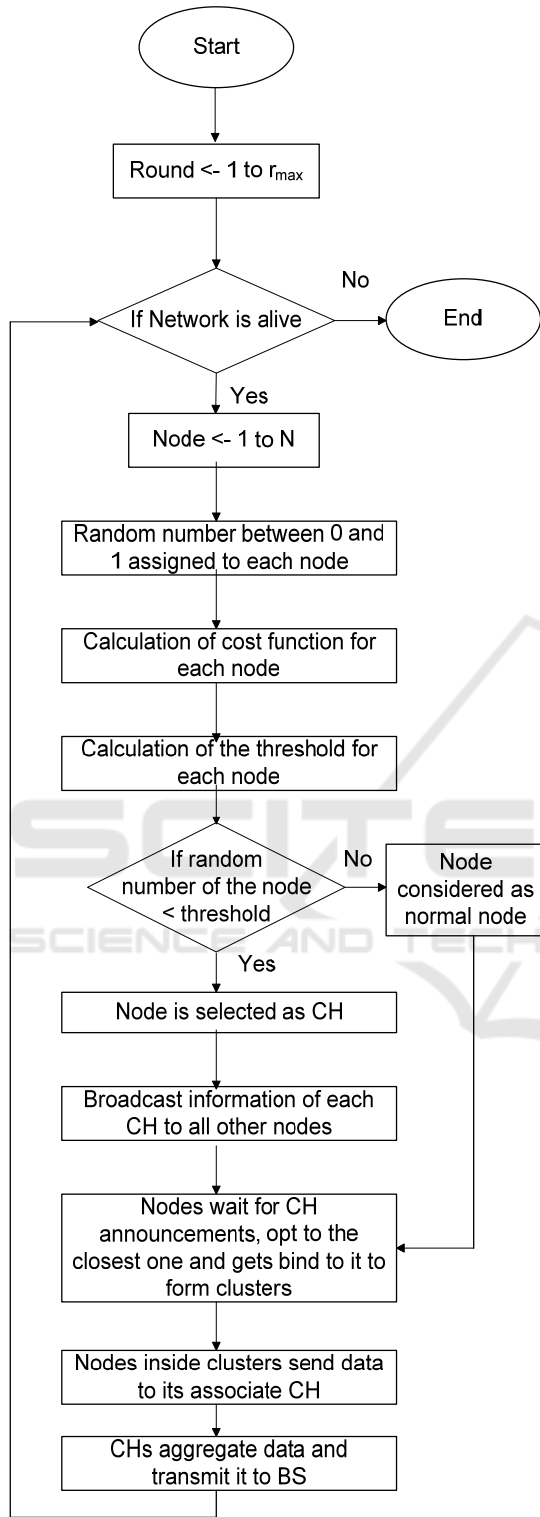 Start
Round <- 1 to rmax
If Network is alive
No
End
Yes
Node <- 1 to N
Random number between 0 and
1 assigned to each node
Calculation of cost function for
each node
Calculation of the threshold for
each node
If random
number of the node
< threshold
No
Node
considered as
normal node
Yes
Node is selected as CH
Broadcast information of each
CH to all other nodes
Nodes wait for CH
announcements, opt to the
closest one and gets bind to it to
form clusters
Nodes inside clusters send data
to its associate CH
CHs aggregate data and
transmit it to BS
SCITE
SCIENCE AND TECH